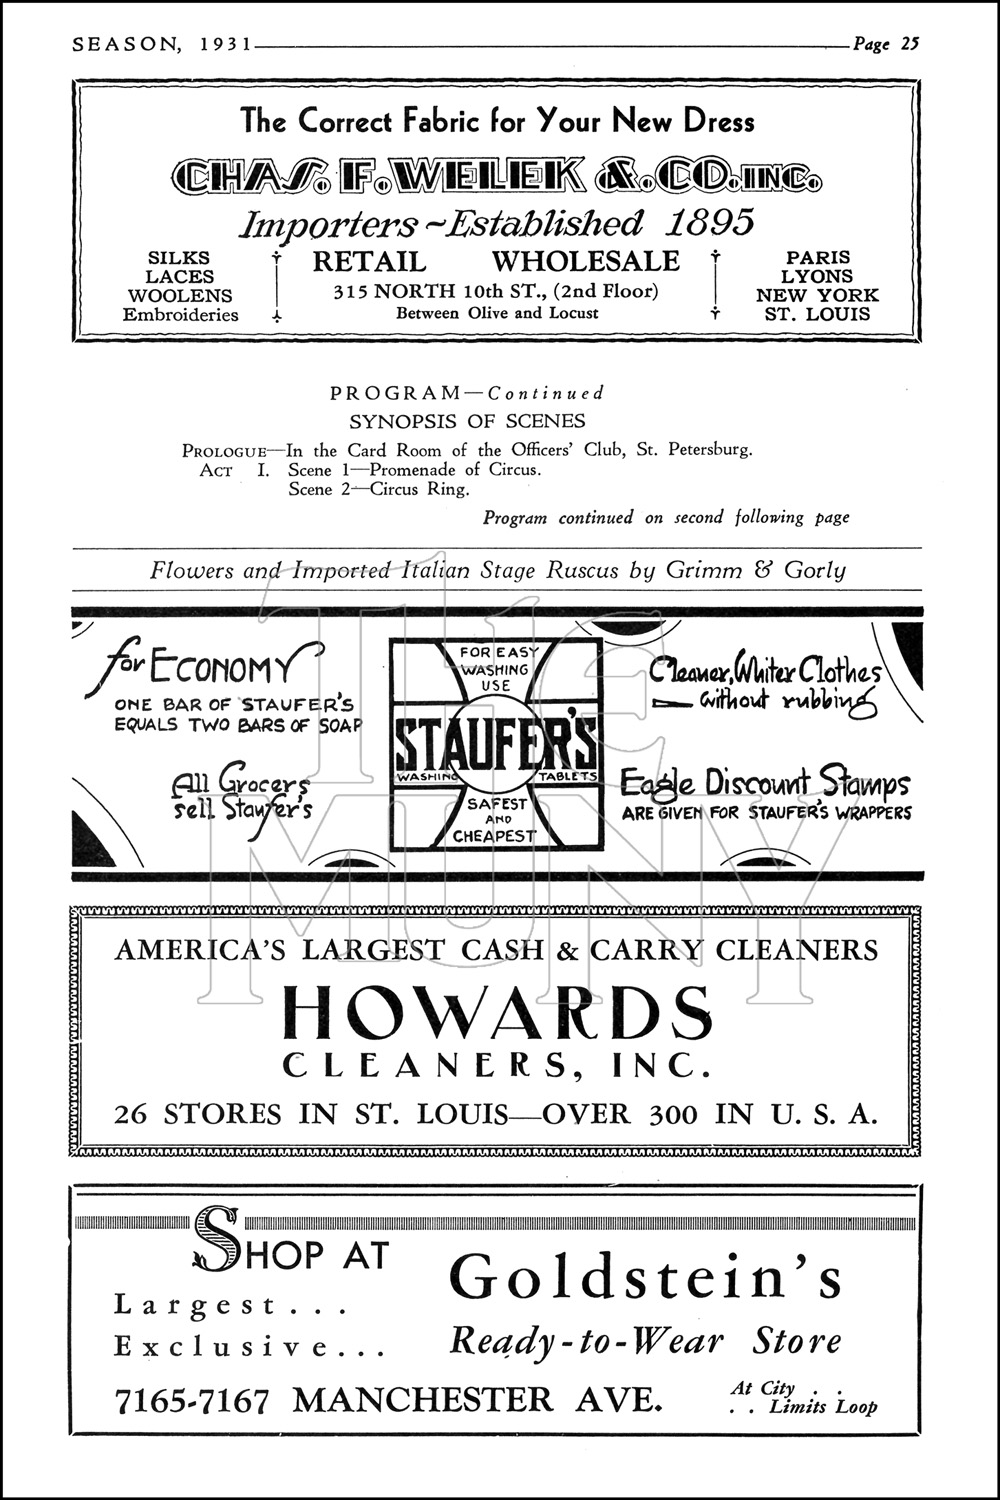 SEASON, 1931 Page 25
The Correct Fabric for Your New Dress
CHAS. F. WELEK & CO. INC.
Importers ~ Established 1895
SILKS
LACES
WOOLENS
Embroideries
RETAIL WHOLESALE
315 NORTH 10th ST., (2nd Floor)
Between Olive and Locust
PARIS
LYONS
NEW YORK
ST. LOUIS
PROGRAM—Continued
SYNOPSIS OF SCENES
PROLOGUE—In the Card Room of the Officers' Club, St. Petersburg.
ACT I. Scene 1—Promenade of Circus.
Scene 2—Circus Ring.
Program continued on second following page
Flowers and Imported Italian Stage Ruscus by Grimm & Gorly
for ECONOMY
ONE BAR OF STAUFER'S
EQUALS TWO BARS OF SOAP
All Grocers
sell Staufer's
FOR EASY
WASHING
USE
STAUFER'S
WASHING TABLETS
SAFEST
AND
CHEAPEST
Cleaner, Whiter Clothes
— without rubbing
Eagle Discount Stamps
ARE GIVEN FOR STAUFER'S WRAPPERS
THE
MUNY
AMERICA'S LARGEST CASH & CARRY CLEANERS
HOWARDS
CLEANERS, INC.
26 STORES IN ST. LOUIS—OVER 300 IN U. S. A.
SHOP AT
Largest...
Exclusive...
Goldstein's
Ready-to-Wear Store
7165-7167 MANCHESTER AVE.
At City . .
. . Limits Loop